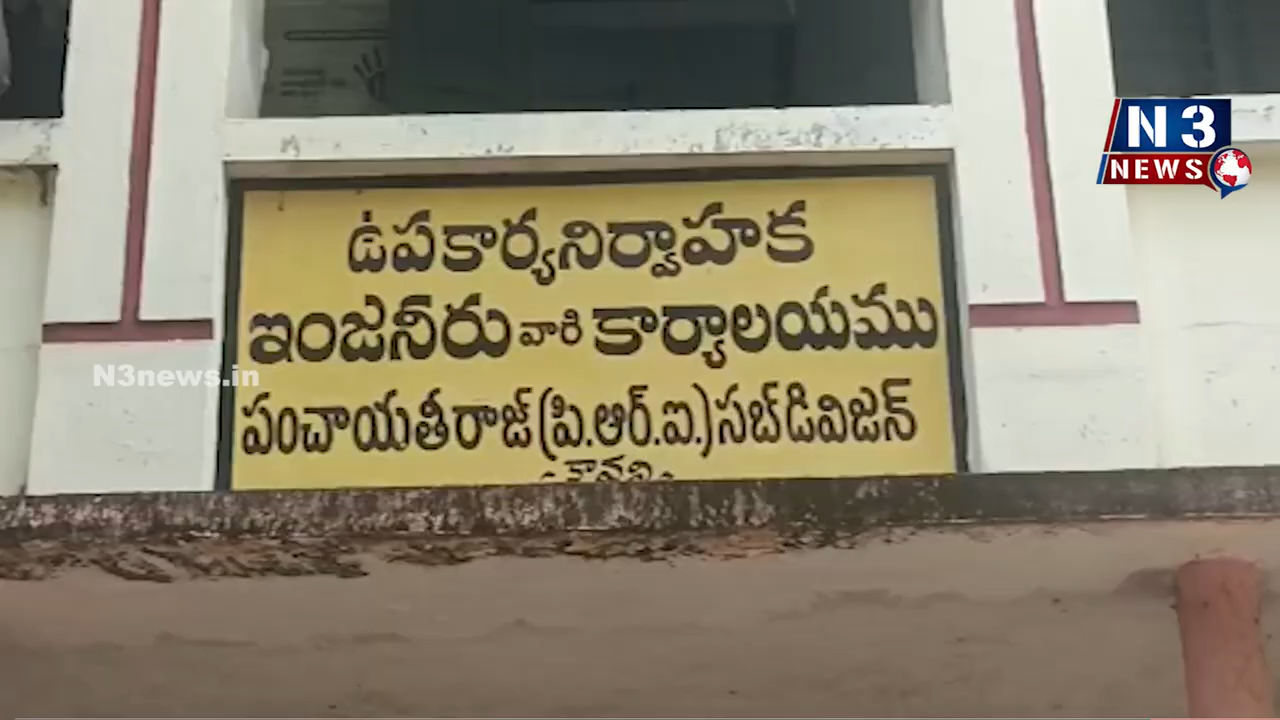 N3
NEWS
ఉపకార్యనిర్వాహక
ఇంజనీరు వారి కార్యాలయము
N3news.in
పంచాయతీరాజ్ (పి.ఆర్.ఐ.) సబ్ డివిజన్